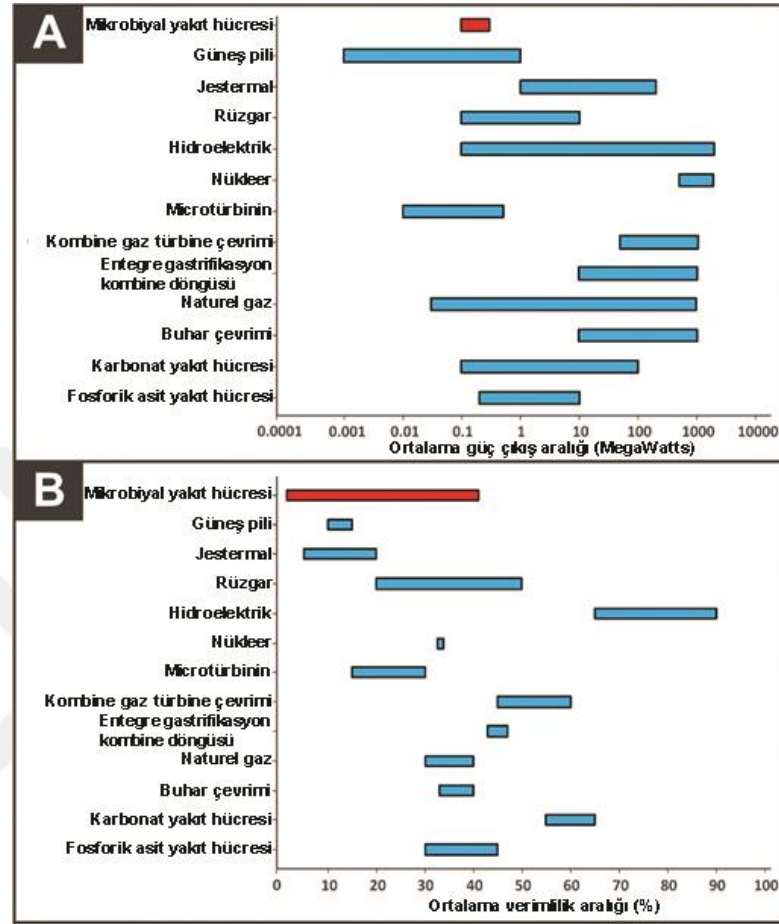 A
Mikrobiyal yakıt hücresi
Güneş pili
Jestermal
Rüzgar
Hidroelektrik
Nükleer
Microtürbinin
Kombine gaz türbine çevrimi
Entegre gastrifikasyon
kombine döngüsü
Naturel gaz
Buhar çevrimi
Karbonat yakıt hücresi
Fosforik asit yakıt hücresi
0.0001 0.001 0.01 0.1 1 10 100 1000 10000
Ortalama güç çıkış aralığı (MegaWatts)
B
Mikrobiyal yakıt hücresi
Güneş pili
Jestermal
Rüzgar
Hidroelektrik
Nükleer
Microtürbinin
Kombine gaz türbine çevrimi
Entegre gastrifikasyon
kombine döngüsü
Naturel gaz
Buhar çevrimi
Karbonat yakıt hücresi
Fosforik asit yakıt hücresi
0 10 20 30 40 50 60 70 80 90 100
Ortalama verimlilik aralığı (%)